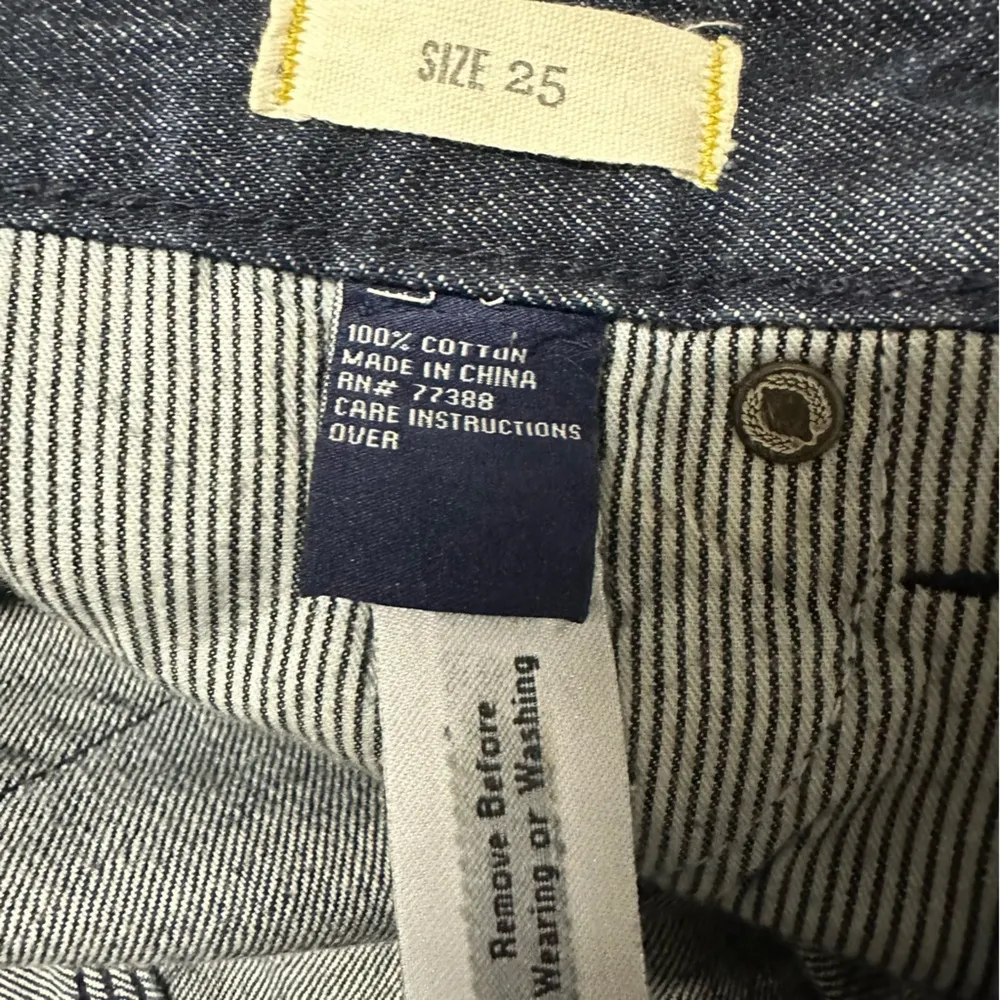 SIZE 25
100% COTTON
MADE IN CHINA
RN# 77388
CARE INSTRUCTIONS
OVER
Remove Before
Wearing or Washing